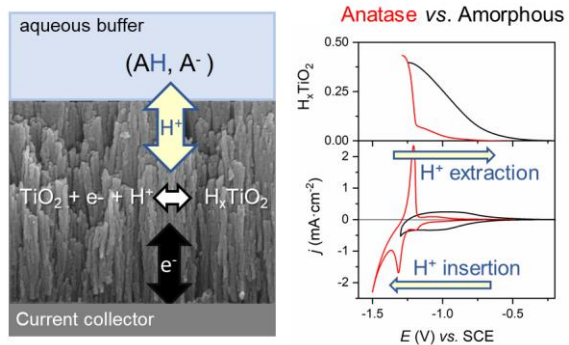 aqueous buffer
(AH, A⁻ )
H⁺
TiO₂ + e- + H⁺ HₓTiO₂
e⁻
Current collector
Anatase vs. Amorphous
HₓTiO₂
0.50
0.25
0.00
H⁺ extraction
j (mA·cm⁻²)
2
1
0
-1
-2
H⁺ insertion
-1.5 -1.0 -0.5
E (V) vs. SCE